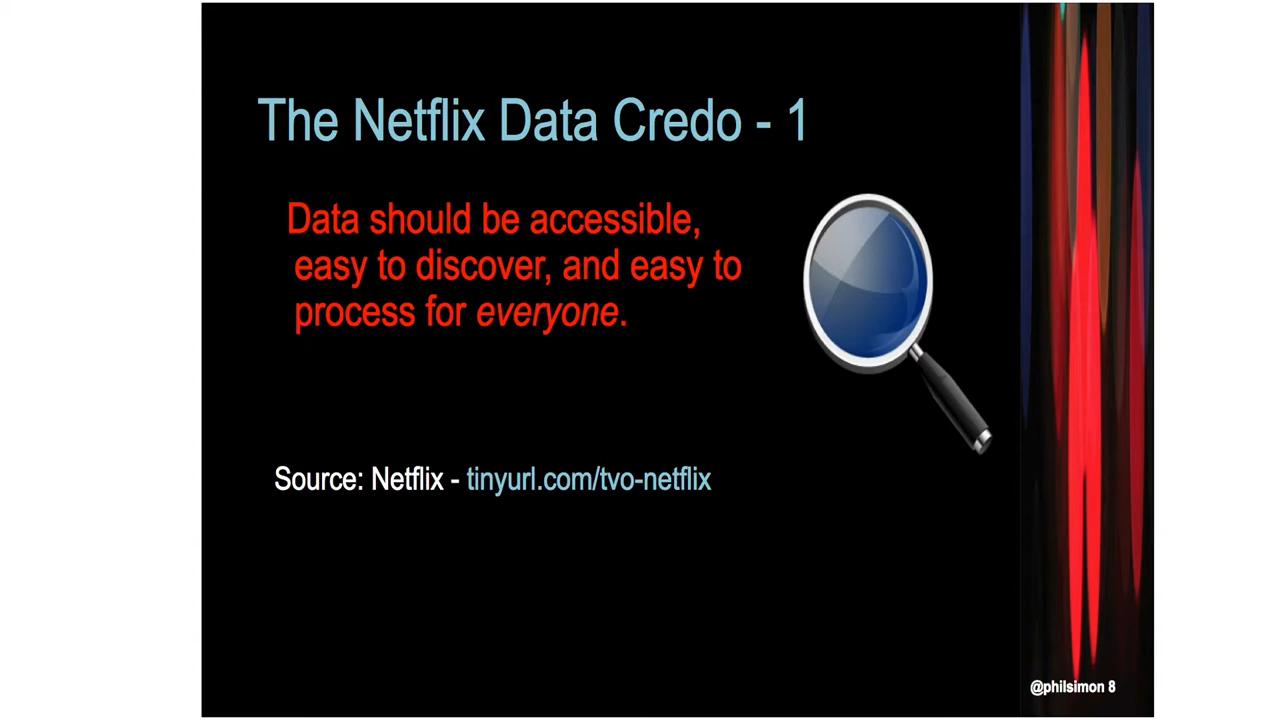 The Netflix Data Credo - 1
Data should be accessible,
easy to discover, and easy to
process for everyone.
Source: Netflix - tinyurl.com/tvo-netflix
@philsimon 8